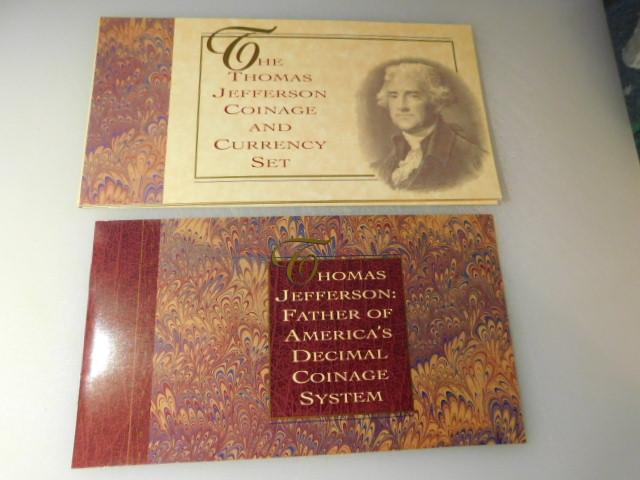 The
Thomas
Jefferson
Coinage
and
Currency
Set
Thomas
Jefferson:
Father of
America's
Decimal
Coinage
System